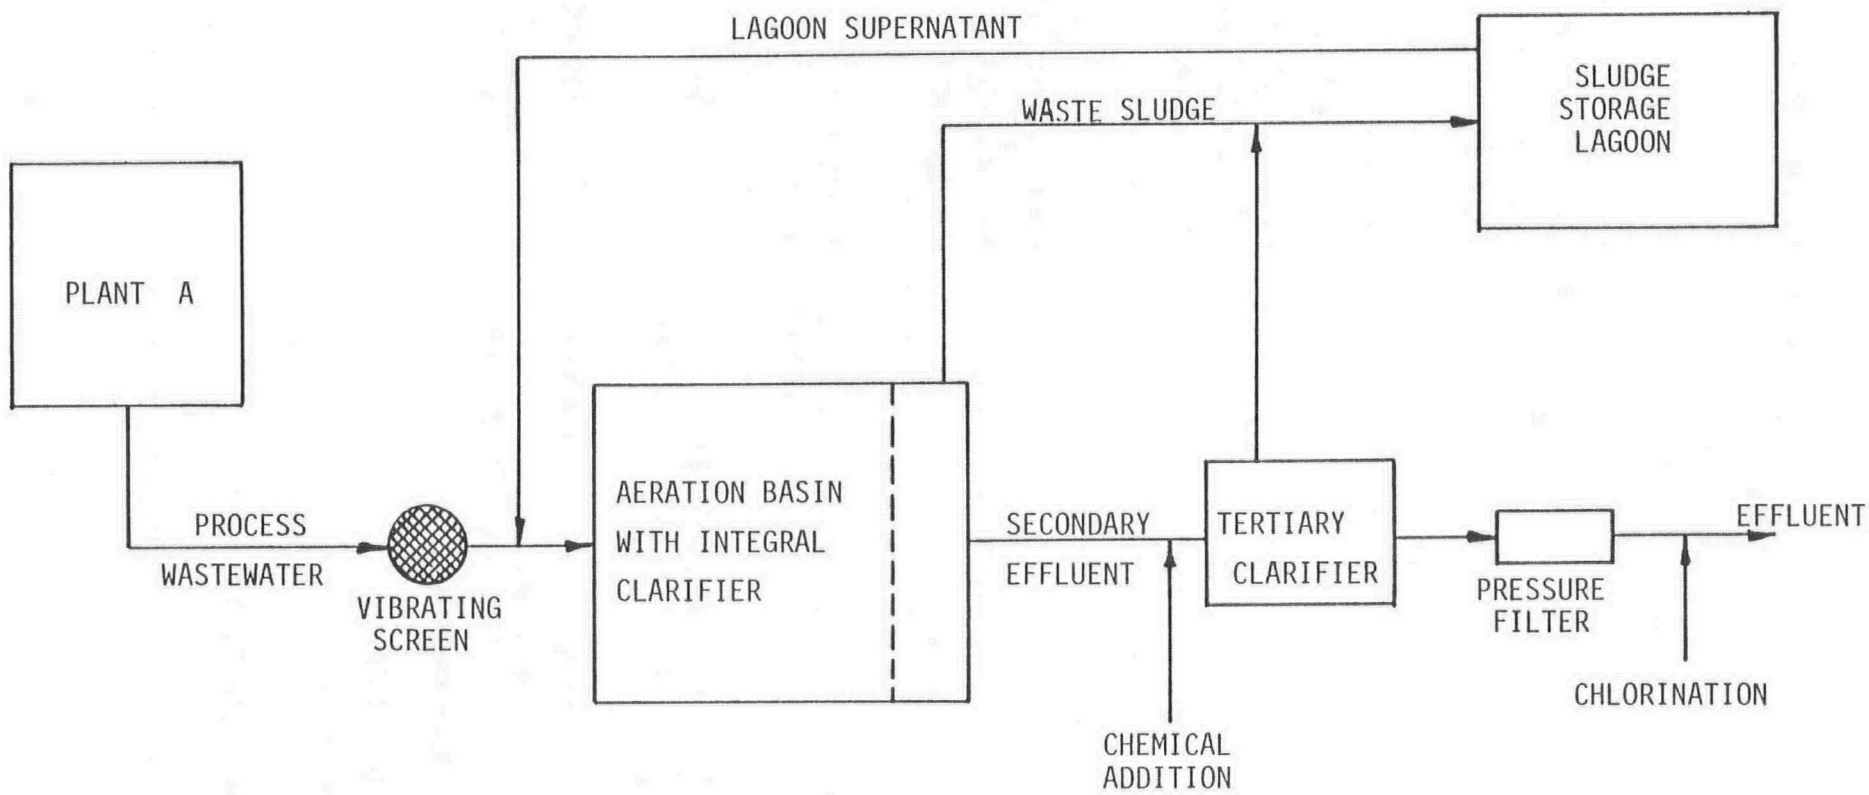 LAGOON SUPERNATANT
SLUDGE
STORAGE
LAGOON
WASTE SLUDGE
PLANT A
AERATION BASIN
WITH INTEGRAL
CLARIFIER
PROCESS
WASTEWATER
VIBRATING
SCREEN
SECONDARY
EFFLUENT
TERTIARY
CLARIFIER
EFFLUENT
PRESSURE
FILTER
CHLORINATION
CHEMICAL
ADDITION